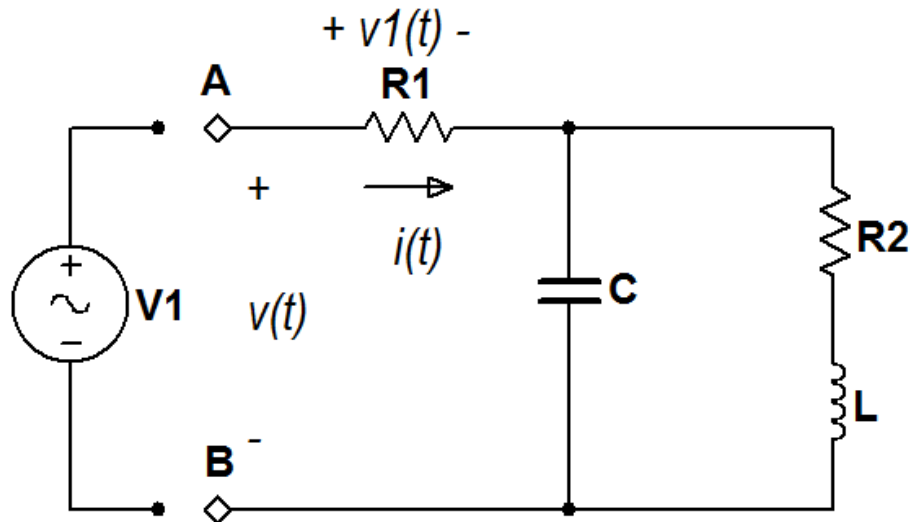 + v1(t) -
A
R1
+
i(t)
R2
+
-
V1
v(t)
C
L
B
-